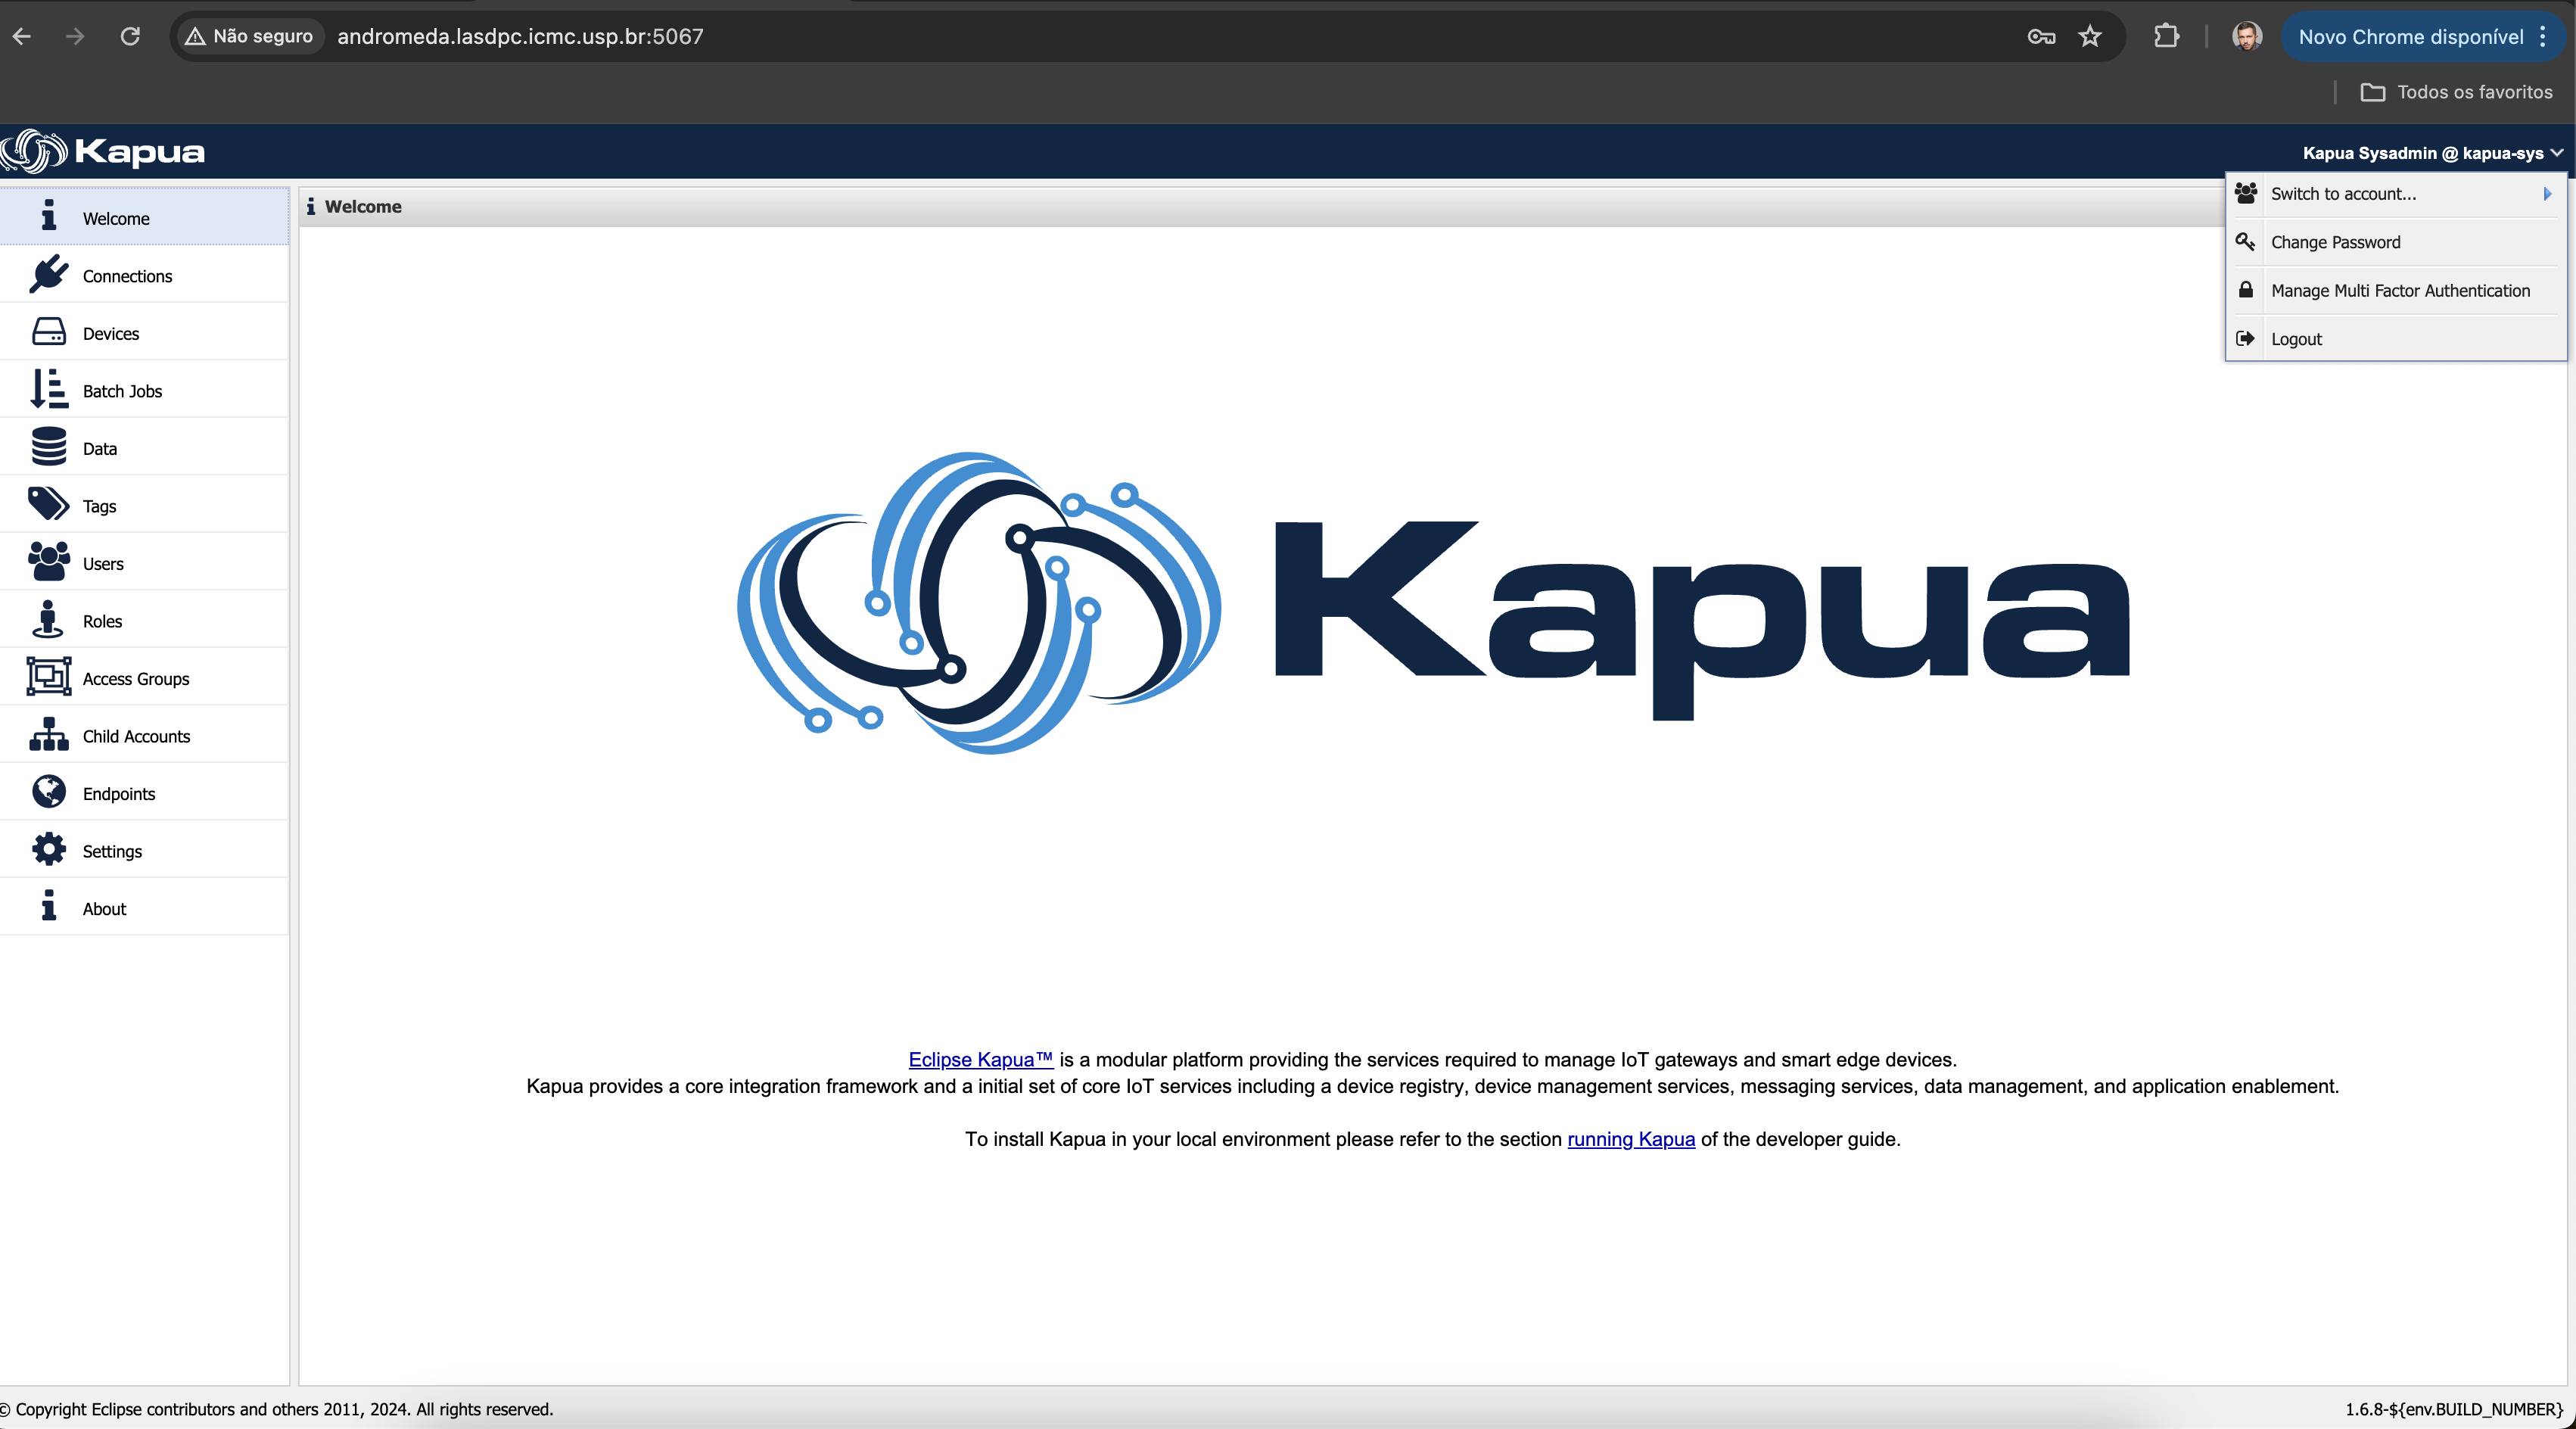 Não seguro
andromeda.lasdpc.icmc.usp.br:5067
Novo Chrome disponível
Todos os favoritos
Kapua
Kapua Sysadmin @ kapua-sys
Switch to account...
Change Password
Manage Multi Factor Authentication
Logout
Welcome
Connections
Devices
Batch Jobs
Data
Tags
Users
Roles
Access Groups
Child Accounts
Endpoints
Settings
About
Welcome
Kapua
Eclipse Kapua™ is a modular platform providing the services required to manage IoT gateways and smart edge devices.
Kapua provides a core integration framework and a initial set of core IoT services including a device registry, device management services, messaging services, data management, and application enablement.
To install Kapua in your local environment please refer to the section running Kapua of the developer guide.
© Copyright Eclipse contributors and others 2011, 2024. All rights reserved.
1.6.8-${env.BUILD_NUMBER}